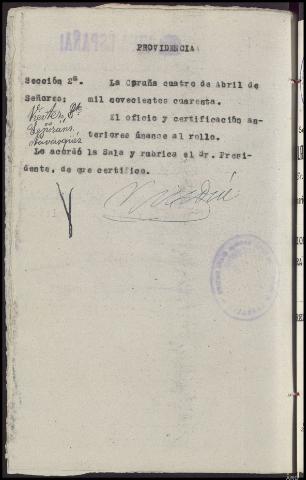 PROVIDENCIA
Sección 2ª. La Coruña cuatro de Abril de
Señores; mil novecientos cuarenta.
El oficio y certificación an-
teriores únanse al rollo.
Lo acordó la Sala y rubrica el Sr. Presi-
dente, de que certifico.